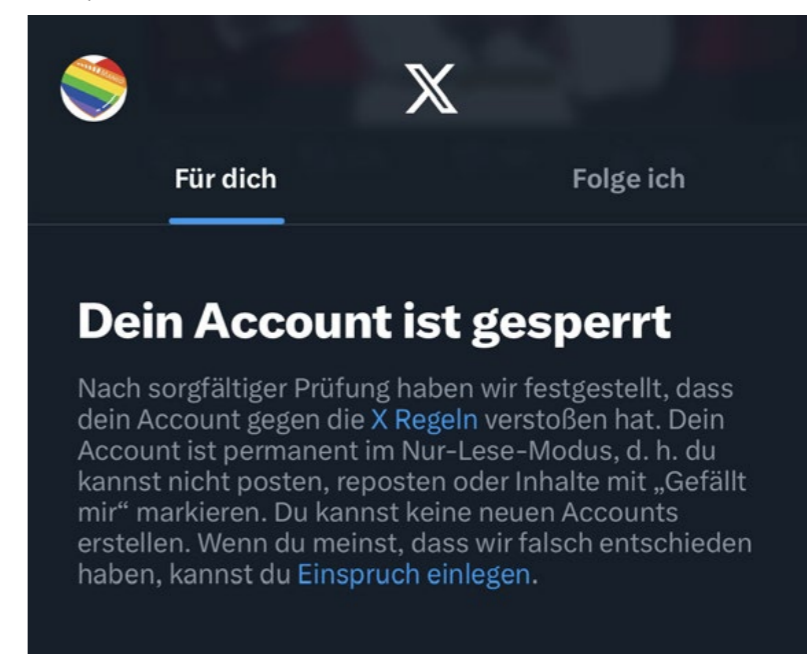 X
Für dich
Folge ich
Dein Account ist gesperrt
Nach sorgfältiger Prüfung haben wir festgestellt, dass
dein Account gegen die X Regeln verstoßen hat. Dein
Account ist permanent im Nur-Lese-Modus, d. h. du
kannst nicht posten, reposten oder Inhalte mit „Gefällt
mir“ markieren. Du kannst keine neuen Accounts
erstellen. Wenn du meinst, dass wir falsch entschieden
haben, kannst du Einspruch einlegen.